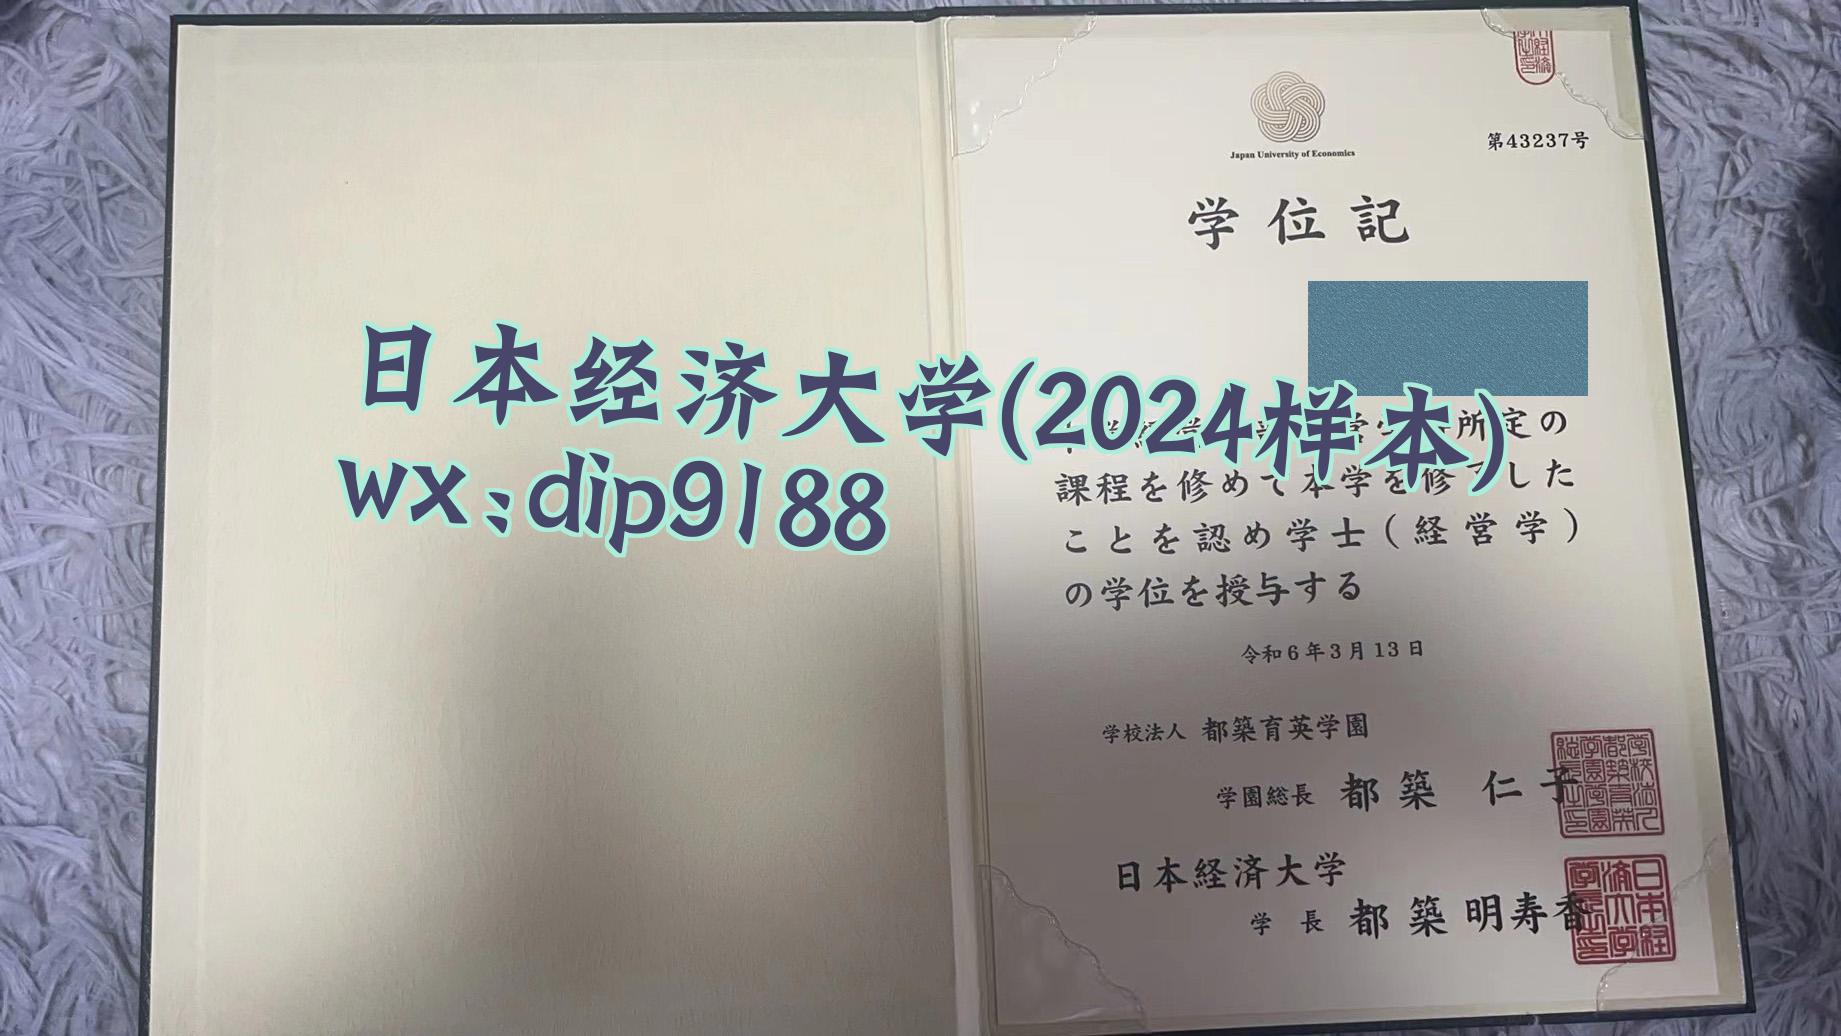 Japan University of Economics
第43237号
学位記
日本经济大学(2024样本)
wx:dip9188
所定の
課程を修めて本学を修了した
ことを認め学士(経営学)
の学位を授与する
令和6年3月13日
学校法人 都築育英学園
学園総長 都築 仁子
日本経済大学
学長 都築明寿香